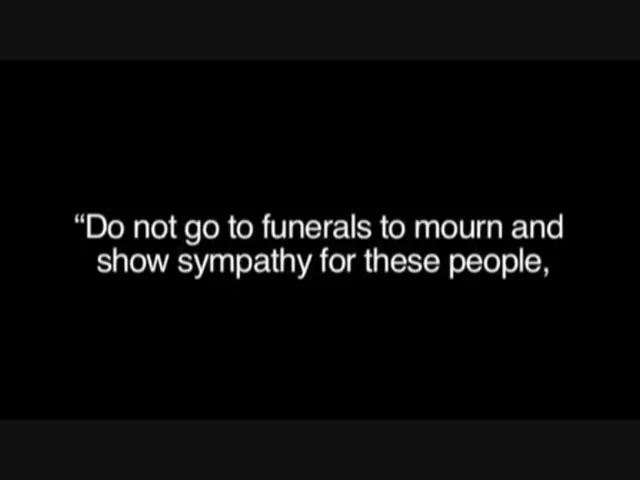 “Do not go to funerals to mourn and
show sympathy for these people,